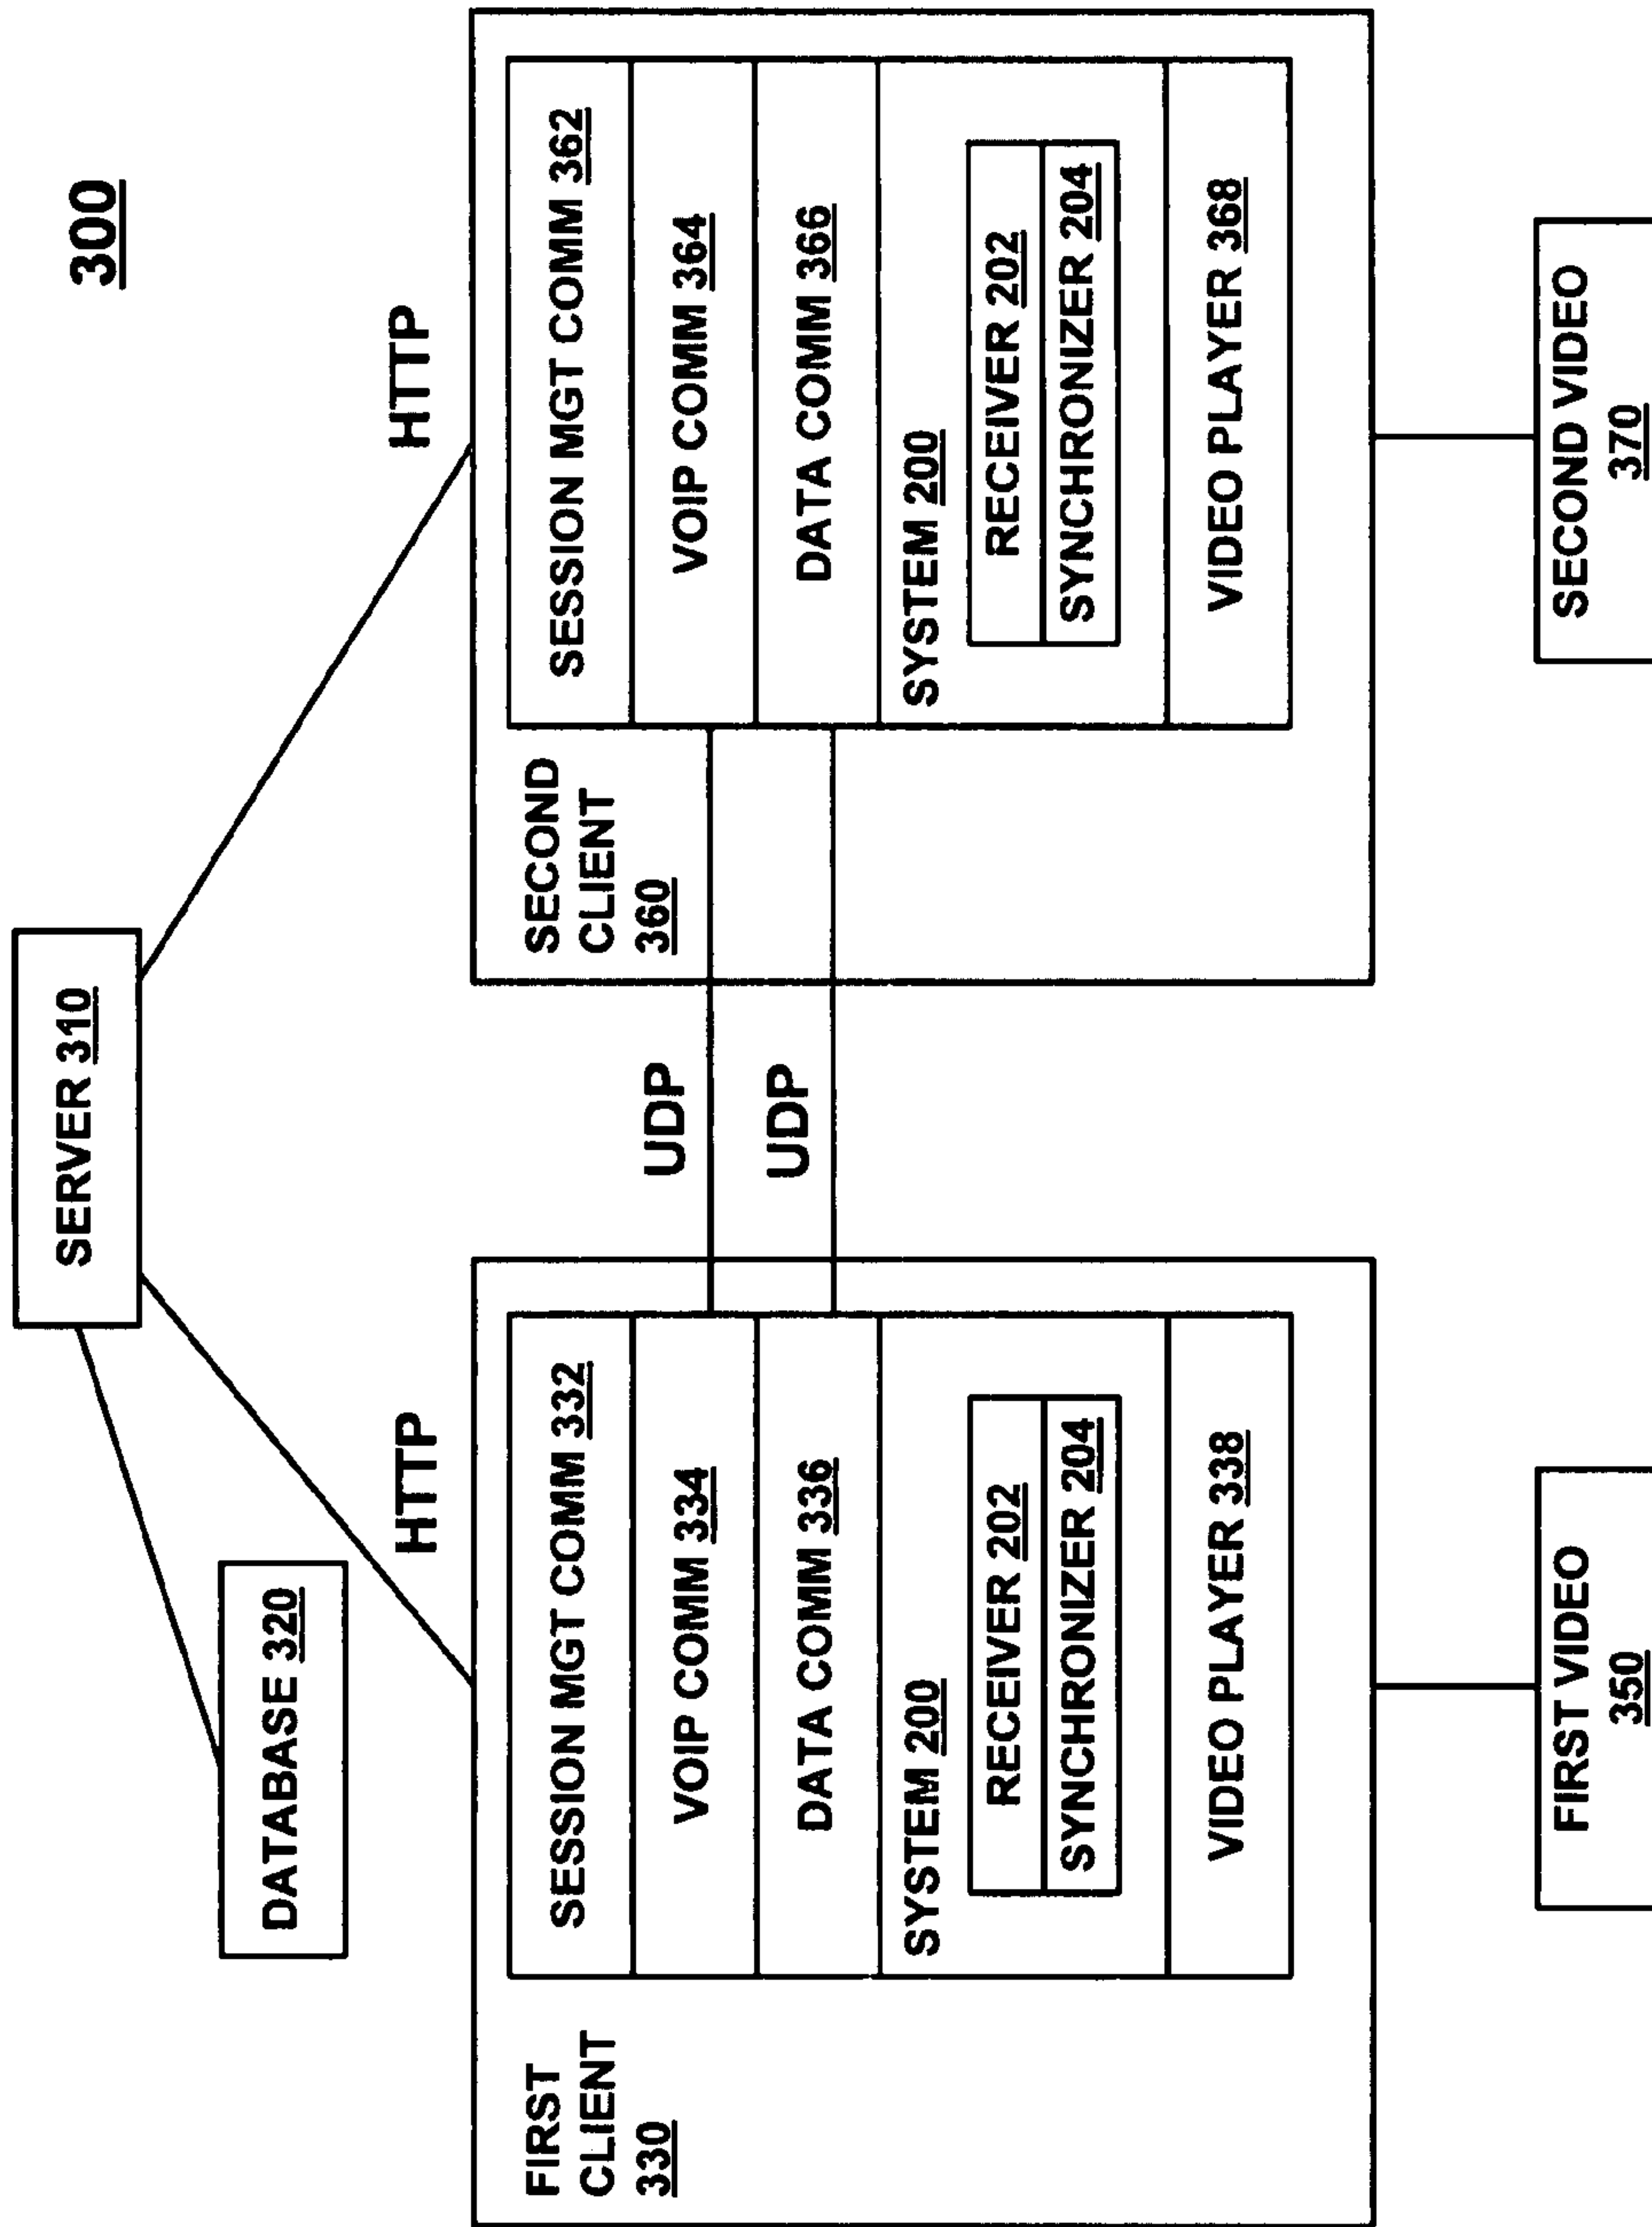 300
SERVER 310
DATABASE 320
HTTP
HTTP
FIRST
CLIENT
330
SESSION MGT COMM 332
VOIP COMM 334
DATA COMM 336
SYSTEM 200
RECEIVER 202
SYNCHRONIZER 204
VIDEO PLAYER 338
UDP
UDP
SECOND
CLIENT
360
SESSION MGT COMM 362
VOIP COMM 364
DATA COMM 366
SYSTEM 200
RECEIVER 202
SYNCHRONIZER 204
VIDEO PLAYER 368
FIRST VIDEO
350
SECOND VIDEO
370